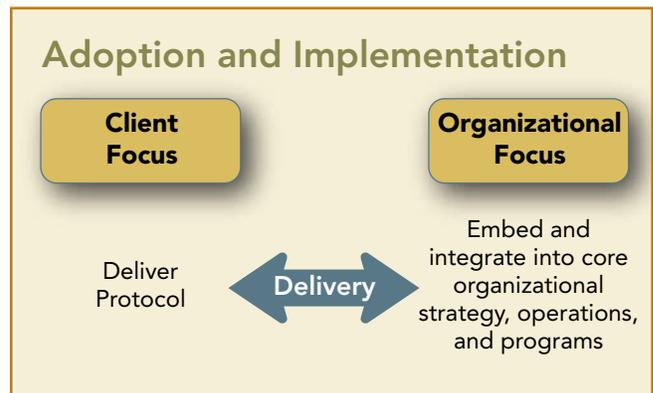 Adoption and Implementation
Client
Focus
Organizational
Focus
Deliver
Protocol
Delivery
Embed and
integrate into core
organizational
strategy, operations,
and programs